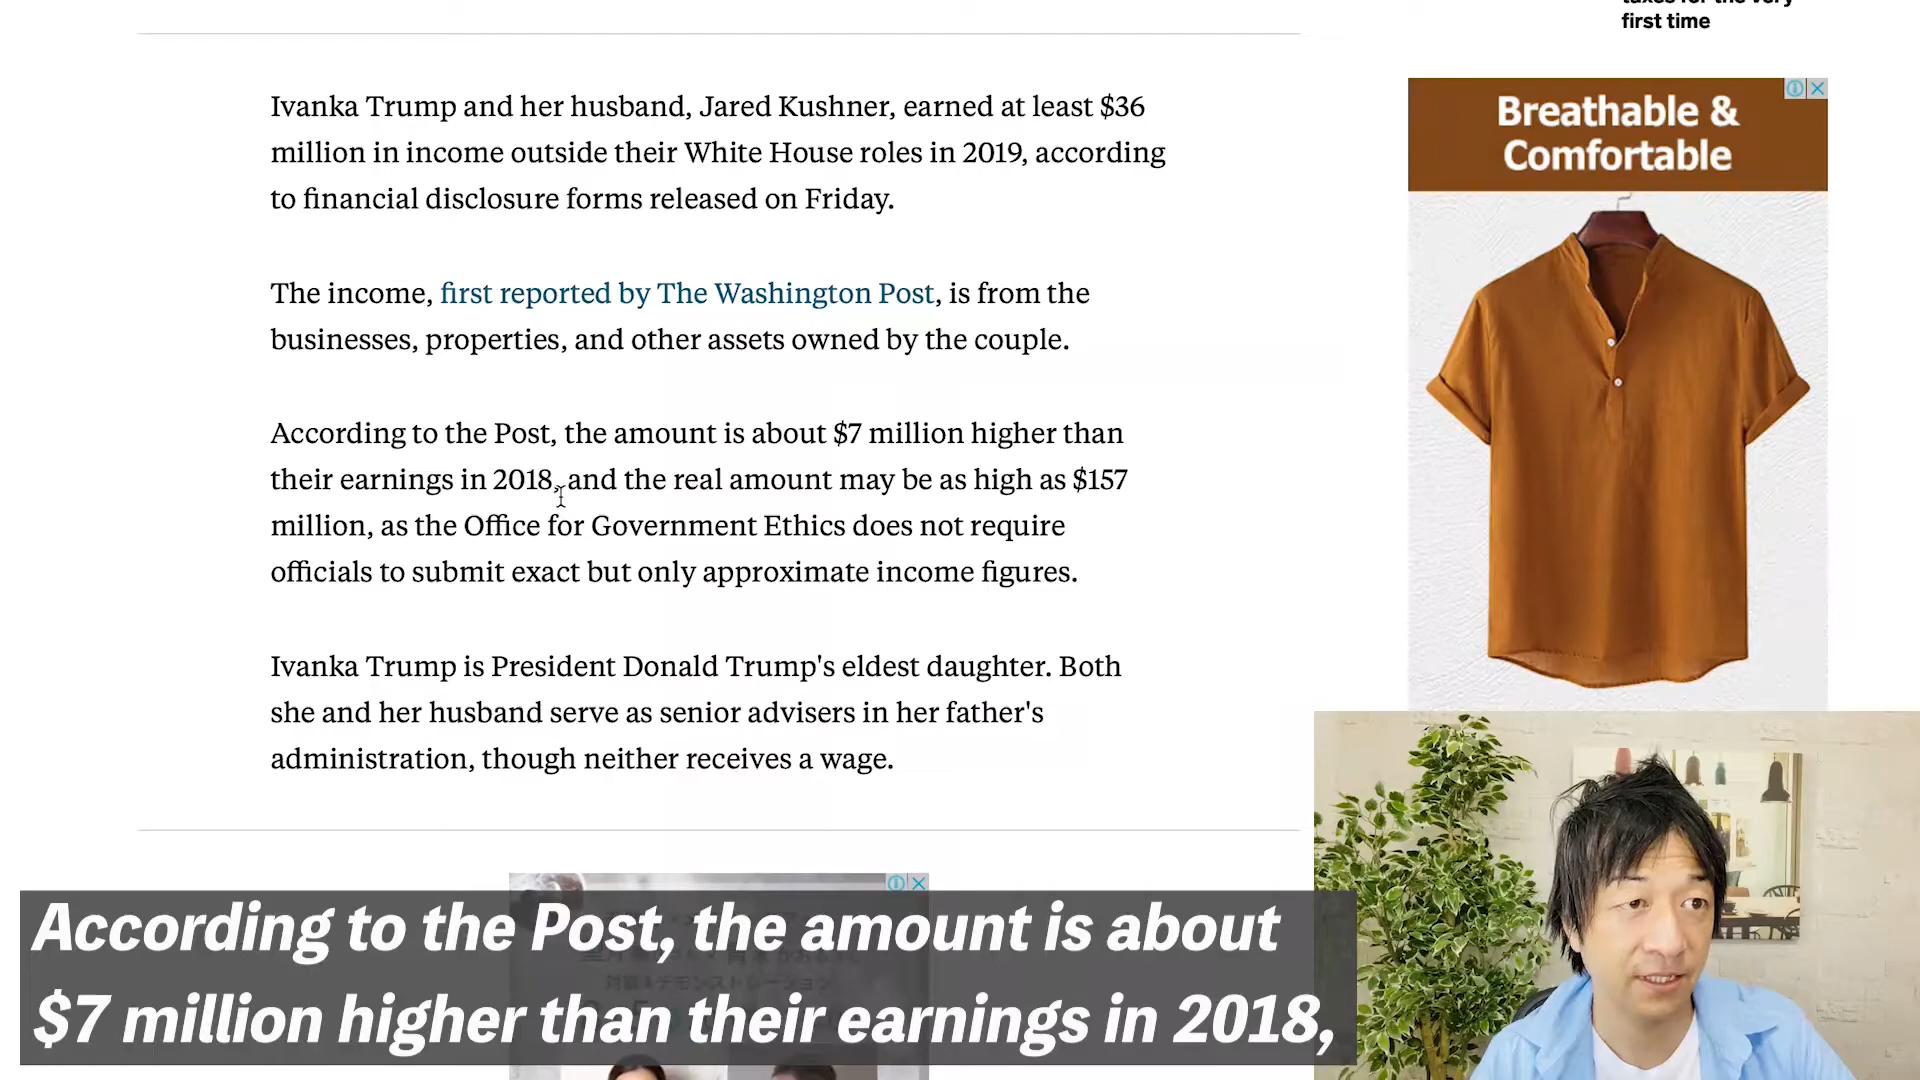 first time
Breathable &
Comfortable
Ivanka Trump and her husband, Jared Kushner, earned at least $36
million in income outside their White House roles in 2019, according
to financial disclosure forms released on Friday.
The income, first reported by The Washington Post, is from the
businesses, properties, and other assets owned by the couple.
According to the Post, the amount is about $7 million higher than
their earnings in 2018, and the real amount may be as high as $157
million, as the Office for Government Ethics does not require
officials to submit exact but only approximate income figures.
Ivanka Trump is President Donald Trump's eldest daughter. Both
she and her husband serve as senior advisers in her father's
administration, though neither receives a wage.
According to the Post, the amount is about
$7 million higher than their earnings in 2018,